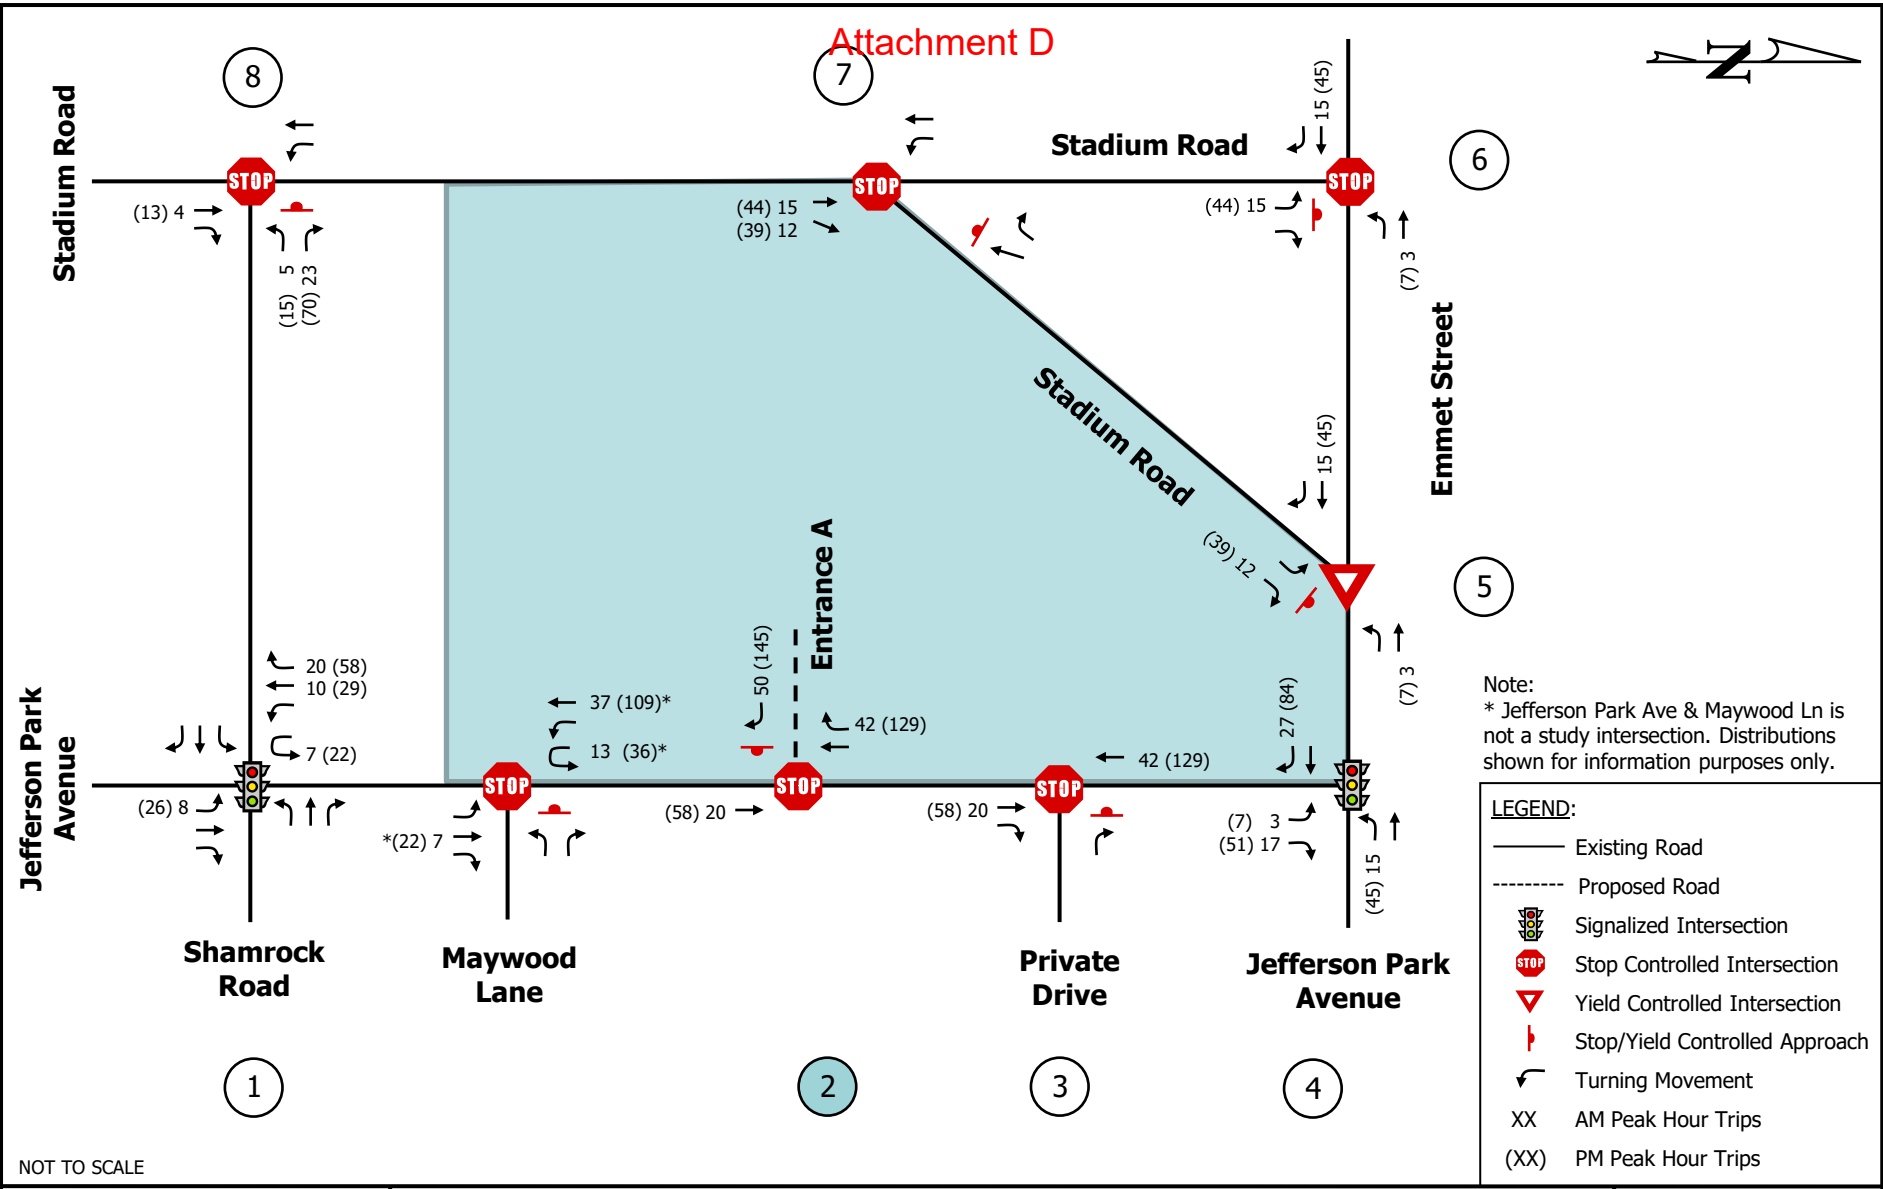 Attachment D
8
7
N
15 (45)
6
Stadium Road
Stadium Road
STOP
STOP
STOP
(13) 4
(15) 5
(70) 23
(44) 15
(39) 12
(44) 15
(7) 3
Emmet Street
Stadium Road
15 (45)
(39) 12
5
(7) 3
Entrance A
50 (145)
20 (58)
10 (29)
7 (22)
37 (109)*
13 (36)*
42 (129)
42 (129)
27 (84)
Jefferson Park
Avenue
STOP
STOP
STOP
(26) 8
*(22) 7
(58) 20
(58) 20
(7) 3
(51) 17
(45) 15
Shamrock
Road
Maywood
Lane
Private
Drive
Jefferson Park
Avenue
1
2
3
4
Note:
* Jefferson Park Ave & Maywood Ln is
not a study intersection. Distributions
shown for information purposes only.
LEGEND:
Existing Road
Proposed Road
Signalized Intersection
STOP Stop Controlled Intersection
Yield Controlled Intersection
Stop/Yield Controlled Approach
Turning Movement
XX AM Peak Hour Trips
(XX) PM Peak Hour Trips
NOT TO SCALE